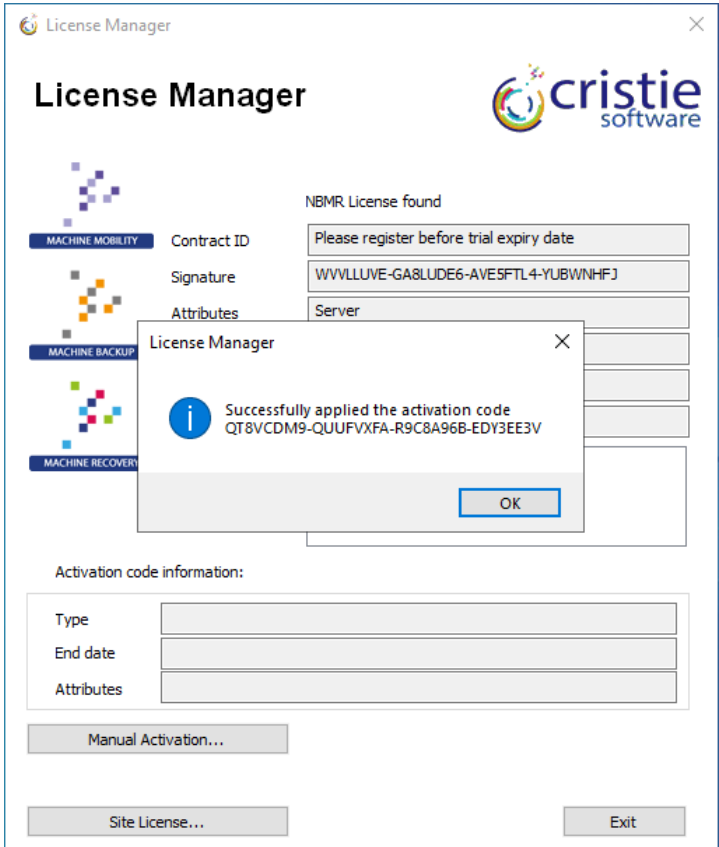 License Manager
License Manager
cristie
software
NBMR License found
MACHINE MOBILITY
Contract ID
Please register before trial expiry date
Signature
WVVLLUVE-GA8LUDE6-AVE5FTL4-YUBWNHFJ
Attributes
Server
MACHINE BACKUP
License Manager
Successfully applied the activation code
QT8VCDM9-QUUFVXFA-R9C8A96B-EDY3EE3V
MACHINE RECOVERY
OK
Activation code information:
Type
End date
Attributes
Manual Activation...
Site License...
Exit